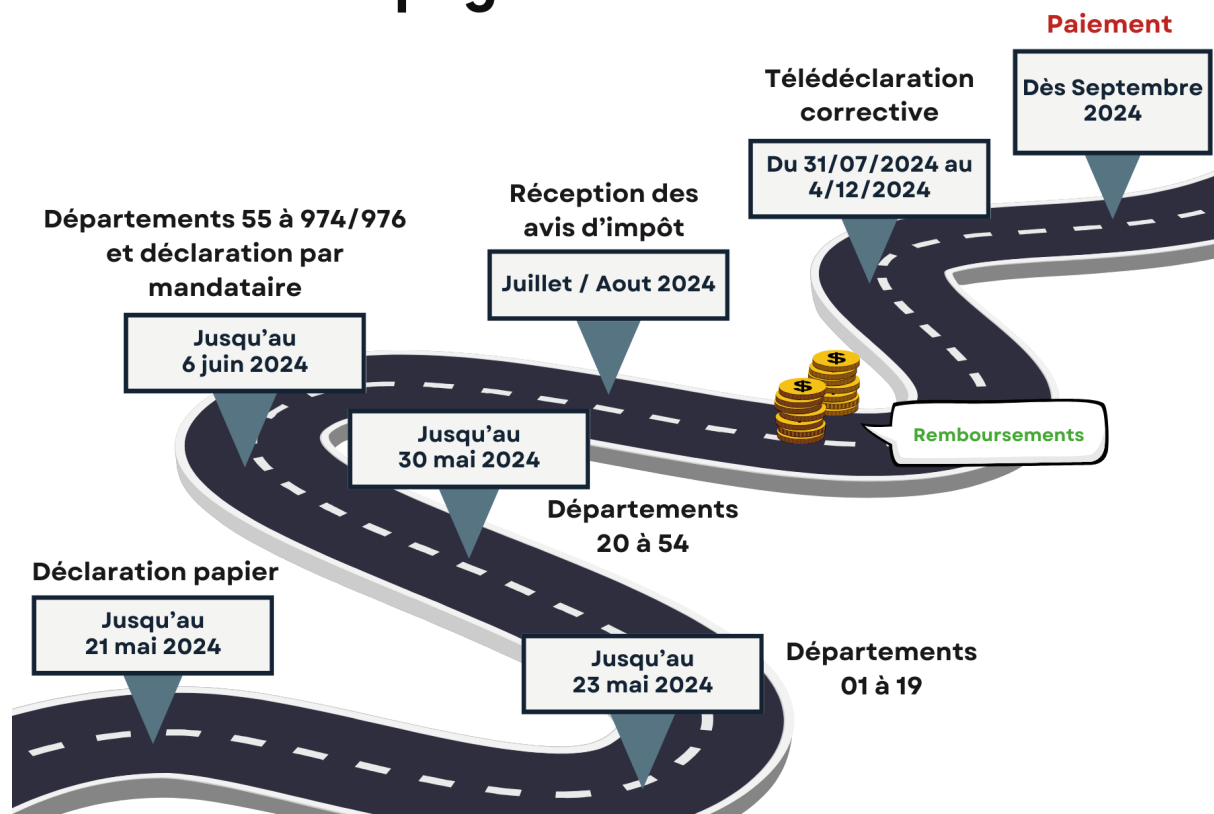 Paiement
Dès Septembre
2024
Télédéclaration
corrective
Du 31/07/2024 au
4/12/2024
Réception des
avis d'impôt
Juillet / Aout 2024
Départements 55 à 974/976
et déclaration par
mandataire
Jusqu'au
6 juin 2024
Jusqu'au
30 mai 2024
Départements
20 à 54
$
$
Remboursements
Déclaration papier
Jusqu'au
21 mai 2024
Jusqu'au
23 mai 2024
Départements
01 à 19